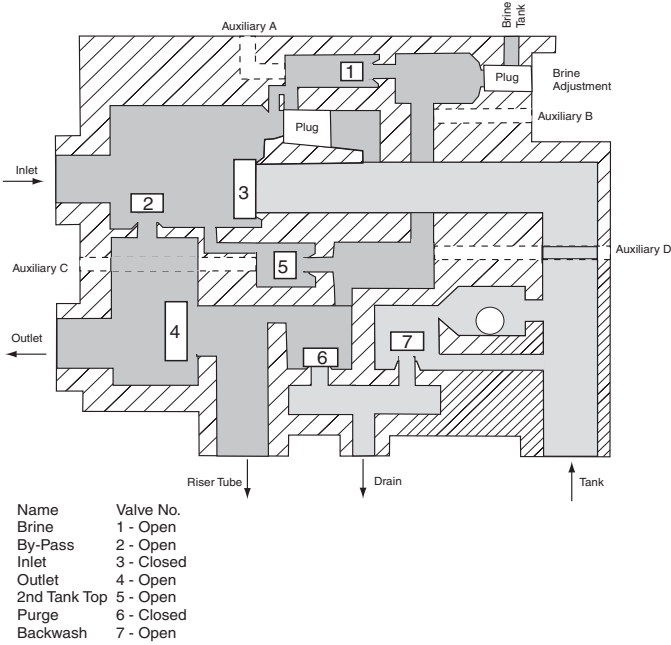 Auxiliary A
Brine
Tank
1
Plug
Brine
Adjustment
Auxiliary B
Plug
Inlet
2
3
Auxiliary D
Auxiliary C
5
Outlet
4
6
7
Riser Tube
Drain
Tank
Name Valve No.
Brine 1 - Open
By-Pass 2 - Open
Inlet 3 - Closed
Outlet 4 - Open
2nd Tank Top 5 - Open
Purge 6 - Closed
Backwash 7 - Open